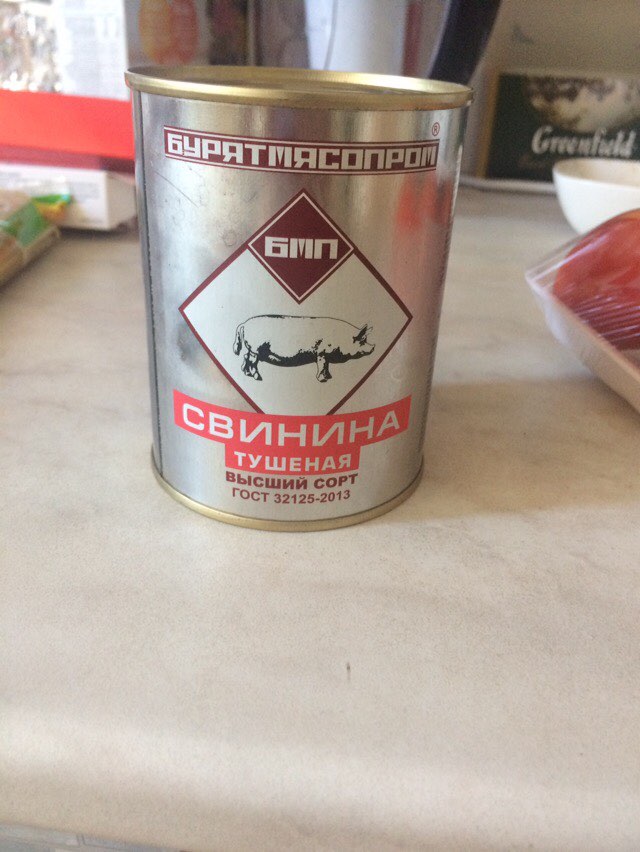 БУРЯТМЯСОПРОМ®
БМП
СВИНИНА
ТУШЕНАЯ
ВЫСШИЙ СОРТ
ГОСТ 32125-2013
Greenfield